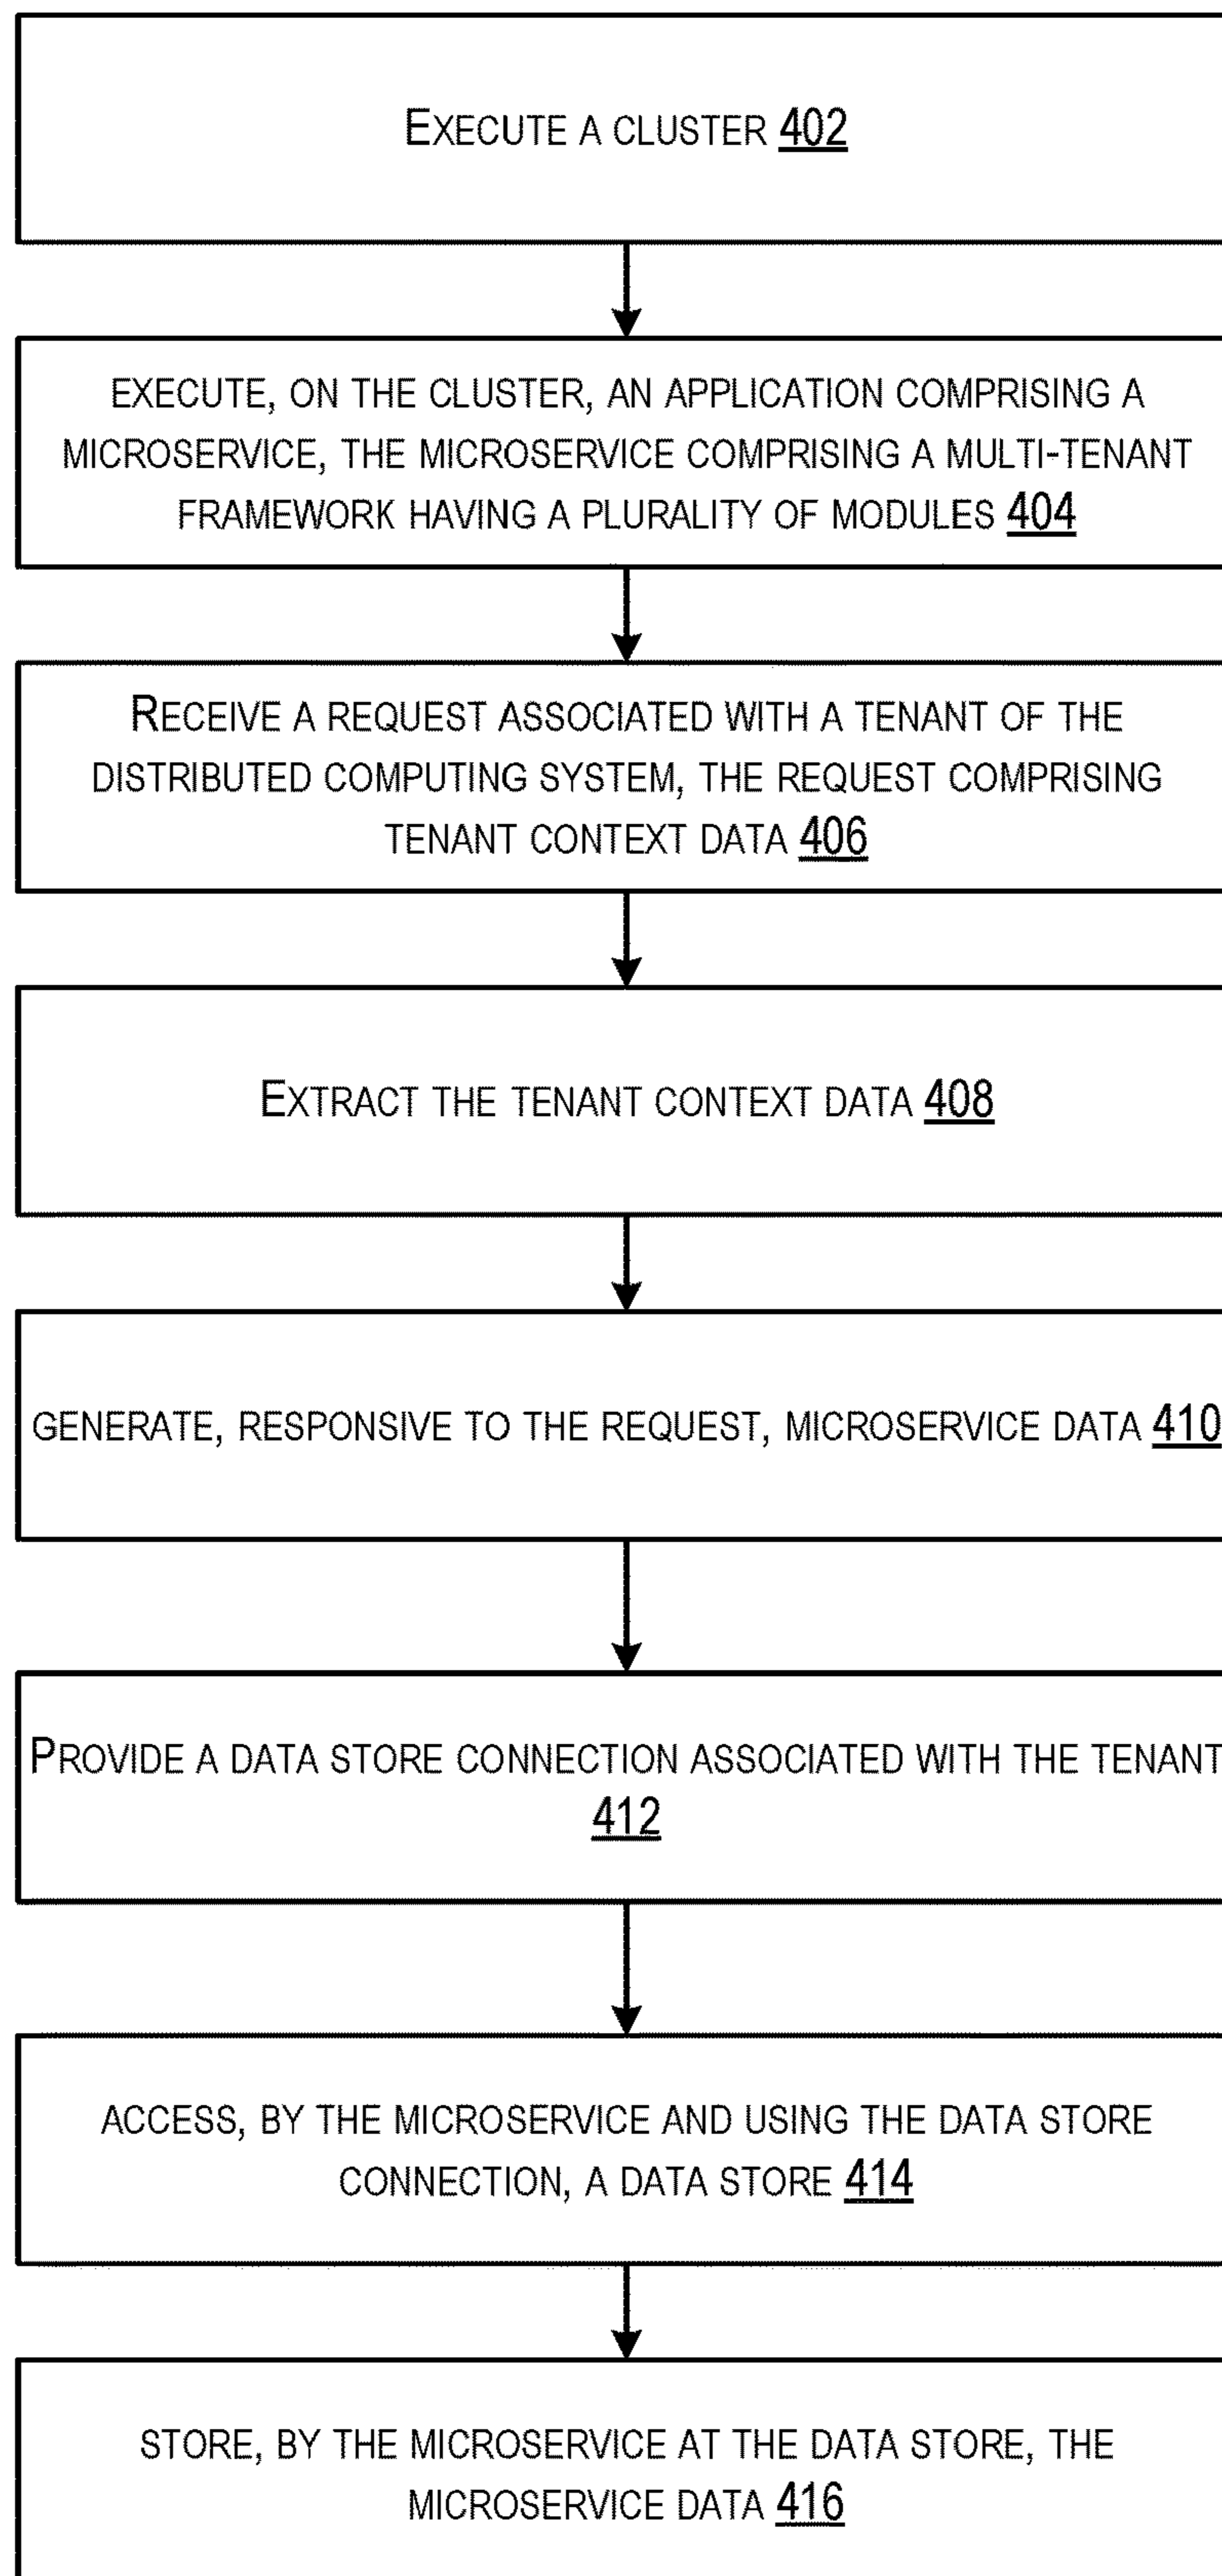 EXECUTE A CLUSTER 402
EXECUTE, ON THE CLUSTER, AN APPLICATION COMPRISING A
MICROSERVICE, THE MICROSERVICE COMPRISING A MULTI-TENANT
FRAMEWORK HAVING A PLURALITY OF MODULES 404
RECEIVE A REQUEST ASSOCIATED WITH A TENANT OF THE
DISTRIBUTED COMPUTING SYSTEM, THE REQUEST COMPRISING
TENANT CONTEXT DATA 406
EXTRACT THE TENANT CONTEXT DATA 408
GENERATE, RESPONSIVE TO THE REQUEST, MICROSERVICE DATA 410
PROVIDE A DATA STORE CONNECTION ASSOCIATED WITH THE TENANT
412
ACCESS, BY THE MICROSERVICE AND USING THE DATA STORE
CONNECTION, A DATA STORE 414
STORE, BY THE MICROSERVICE AT THE DATA STORE, THE
MICROSERVICE DATA 416